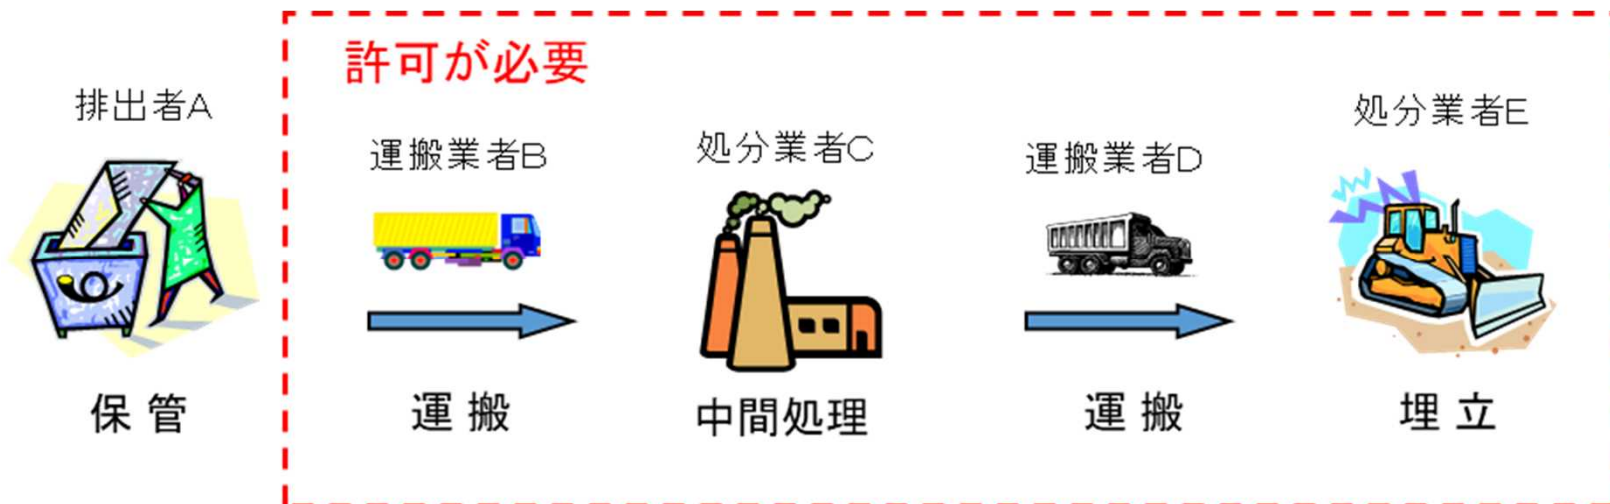 許可が必要
排出者A
運搬業者B
処分業者C
運搬業者D
処分業者E
保管
運搬
中間処理
運搬
埋立